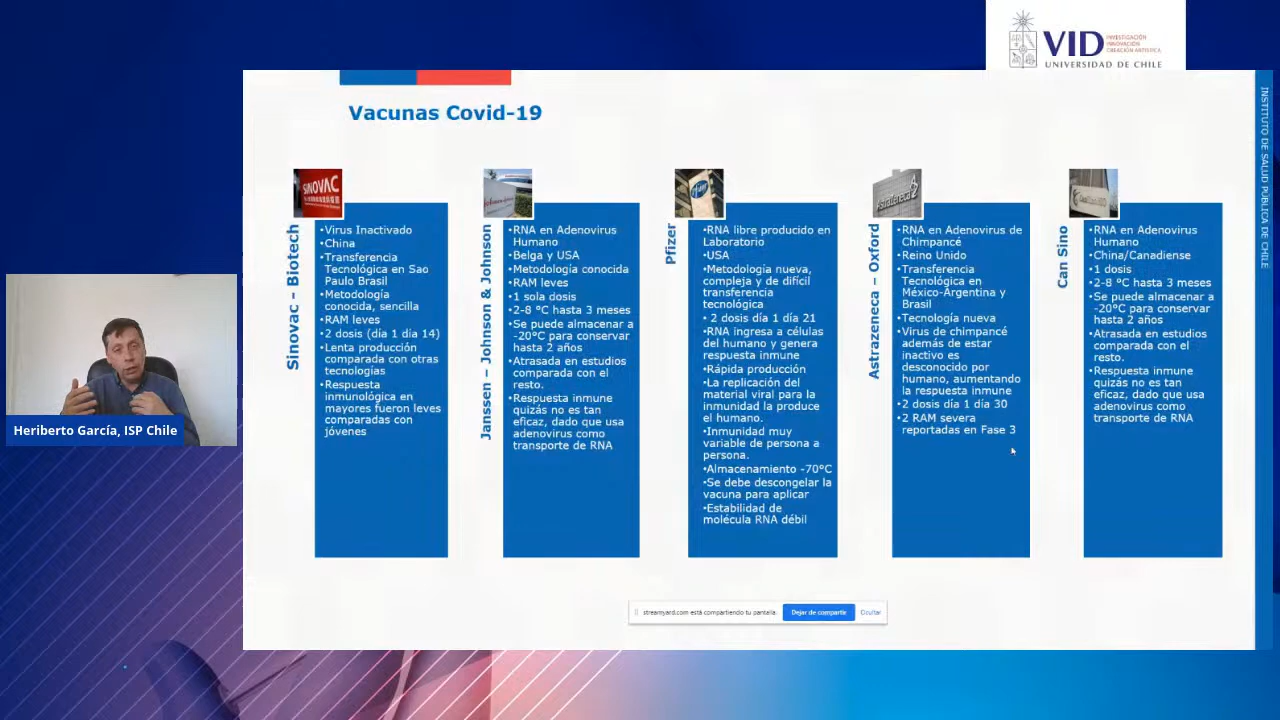 VID
INVESTIGACIÓN
INNOVACIÓN
CREACIÓN ARTÍSTICA
UNIVERSIDAD DE CHILE
INSTITUTO DE SALUD PÚBLICA DE CHILE
Vacunas Covid-19
SINOVAC
Sinovac - Biotech
•Virus Inactivado
•China
•Transferencia
Tecnológica en Sao
Paulo Brasil
•Metodología
conocida, sencilla
•RAM leves
•2 dosis (día 1 día 14)
•Lenta producción
comparada con otras
tecnologías
•Respuesta
inmunológica en
mayores fueron leves
comparadas con
jóvenes
Janssen – Johnson & Johnson
•RNA en Adenovirus
Humano
•Belga y USA
•Metodología conocida
•RAM leves
•1 sola dosis
•2-8 °C hasta 3 meses
•Se puede almacenar a
-20°C para conservar
hasta 2 años
•Atrasada en estudios
comparada con el
resto.
•Respuesta inmune
quizás no es tan
eficaz, dado que usa
adenovirus como
transporte de RNA
Pfizer
Pfizer
•RNA libre producido en
Laboratorio
•USA
•Metodología nueva,
compleja y de difícil
transferencia
tecnológica
• 2 dosis día 1 día 21
•RNA ingresa a células
del humano y genera
respuesta inmune
•Rápida producción
•La replicación del
material viral para la
inmunidad la produce
el humano.
•Inmunidad muy
variable de persona a
persona.
•Almacenamiento -70°C
•Se debe descongelar la
vacuna para aplicar
•Estabilidad de
molécula RNA débil
AstraZeneca
Astrazeneca – Oxford
•RNA en Adenovirus de
Chimpancé
•Reino Unido
•Transferencia
Tecnológica en
México-Argentina y
Brasil
•Tecnología nueva
•Virus de chimpancé
además de estar
inactivo es
desconocido por
humano, aumentando
la respuesta inmune
•2 dosis día 1 día 30
•2 RAM severa
reportadas en Fase 3
Can Sino
•RNA en Adenovirus
Humano
•China/Canadiense
•1 dosis
•2-8 °C hasta 3 meses
•Se puede almacenar a
-20°C para conservar
hasta 2 años
•Atrasada en estudios
comparada con el
resto.
•Respuesta inmune
quizás no es tan
eficaz, dado que usa
adenovirus como
transporte de RNA
Heriberto García, ISP Chile
streamyard.com está compartiendo tu pantalla.
Dejar de compartir
Ocultar